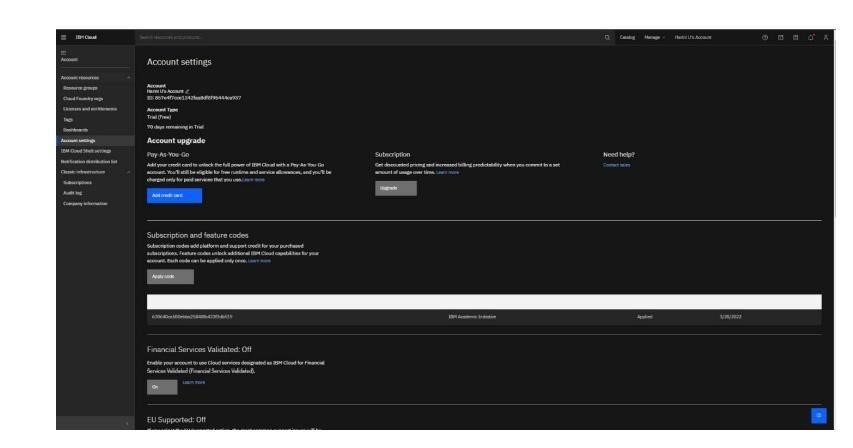 IBM Cloud
Search resources and products...
Catalog
Manage
Harini U's Account
Account
Account resources
Resource groups
Cloud Foundry orgs
Licenses and entitlements
Tags
Dashboards
Account settings
IBM Cloud Shell settings
Notification distribution list
Classic infrastructure
Subscriptions
Audit log
Company information
Account settings
Account
Harini U's Account
ID:
Account Type
Trial (Free)
70 days remaining in Trial
Account upgrade
Pay-As-You-Go
Add your credit card to unlock the full power of IBM Cloud with a Pay-As-You-Go
account. You'll still be eligible for free runtime and service allowances, and you'll be
charged only for paid services that you use. Learn more
Add credit card
Subscription
Get discounted pricing and increased billing predictability when you commit to a set
amount of usage over time. Learn more
Upgrade
Need help?
Contact sales
Subscription and feature codes
Subscription codes add platform and support credit for your purchased
subscriptions. Feature codes unlock additional IBM Cloud capabilities for your
account. Each code can be applied only once. Learn more
Apply code
IBM Academic Initiative
Applied
3/28/2022
Financial Services Validated: Off
Enable your account to use Cloud services designated as IBM Cloud for Financial
Services Validated (Financial Services Validated).
On
Learn more
EU Supported: Off